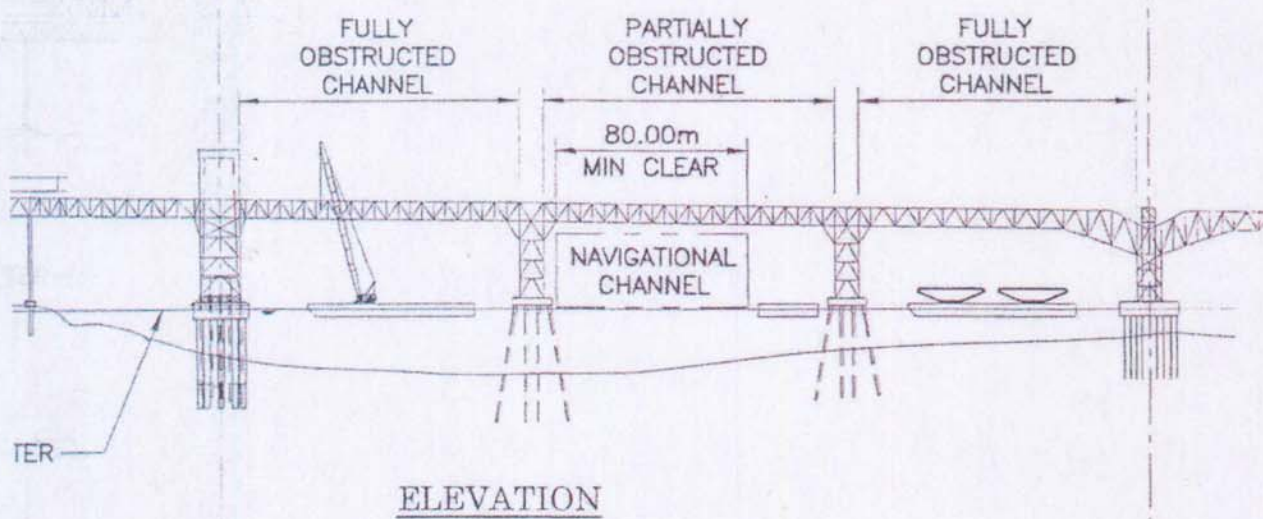 FULLY
OBSTRUCTED
CHANNEL
PARTIALLY
OBSTRUCTED
CHANNEL
FULLY
OBSTRUCTED
CHANNEL
80.00m
MIN CLEAR
NAVIGATIONAL
CHANNEL
TER
ELEVATION